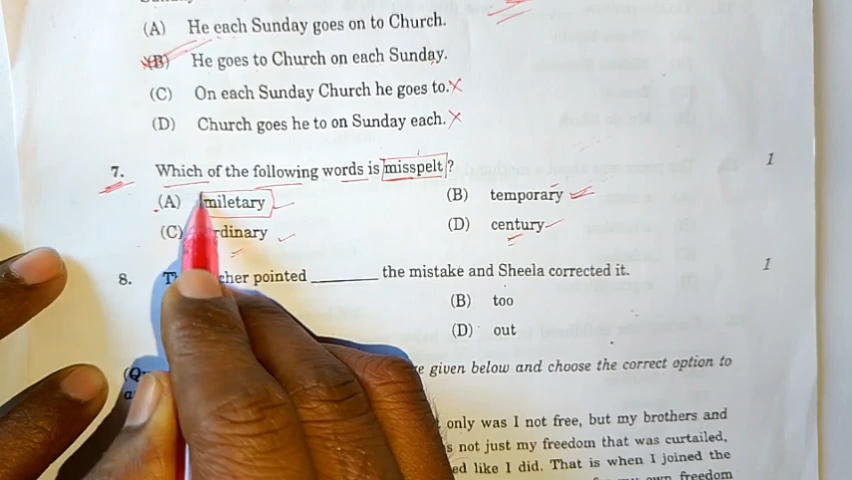 (A) He each Sunday goes on to Church.
(B) He goes to Church on each Sunday.
(C) On each Sunday Church he goes to.
(D) Church goes he to on Sunday each.
7. Which of the following words is misspelt ? 1
(A) miletary (B) temporary
(C) rdinary (D) century
8. cher pointed ________ the mistake and Sheela corrected it. 1
(B) too
(D) out
given below and choose the correct option to
only was I not free, but my brothers and
not just my freedom that was curtailed,
like I did. That is when I joined the
own freedom